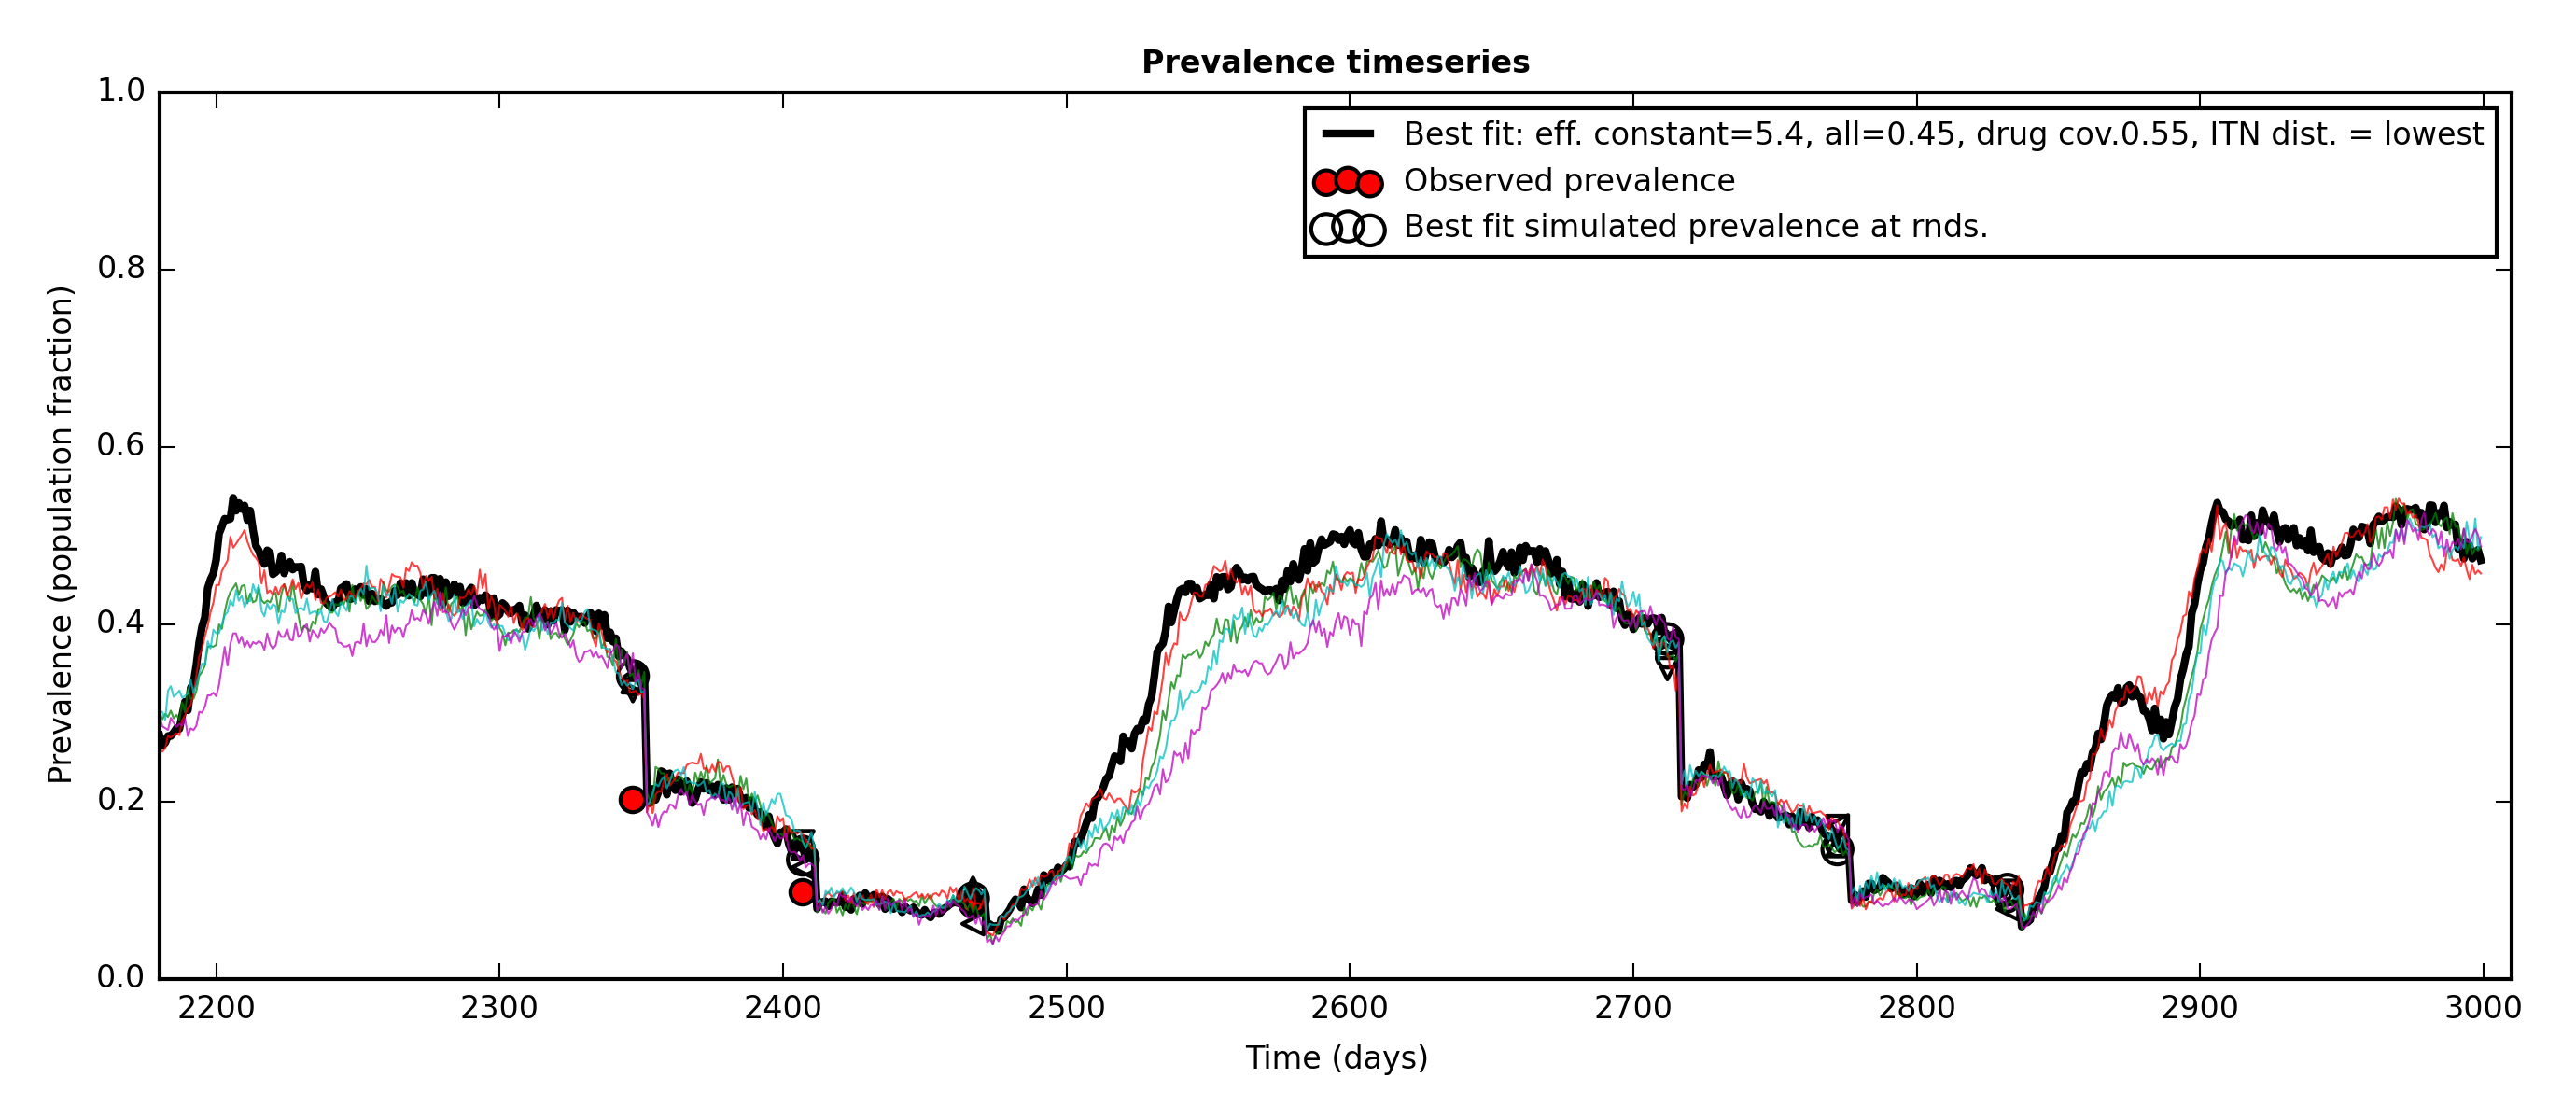 Prevalence timeseries
Best fit: eff. constant=5.4, all=0.45, drug cov.0.55, ITN dist. = lowest
Observed prevalence
Best fit simulated prevalence at rnds.
Prevalence (population fraction)
1.0
0.8
0.6
0.4
0.2
0.0
2200 2300 2400 2500 2600 2700 2800 2900 3000
Time (days)